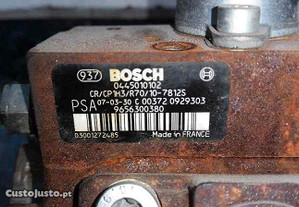 937 BOSCH
0445010102
CR/CP1H3/R70/10-7812S
PSA 07-03-30 C 00372 0929303
9656300380
D3001272485 Made in FRANCE
CustoJusto.pt